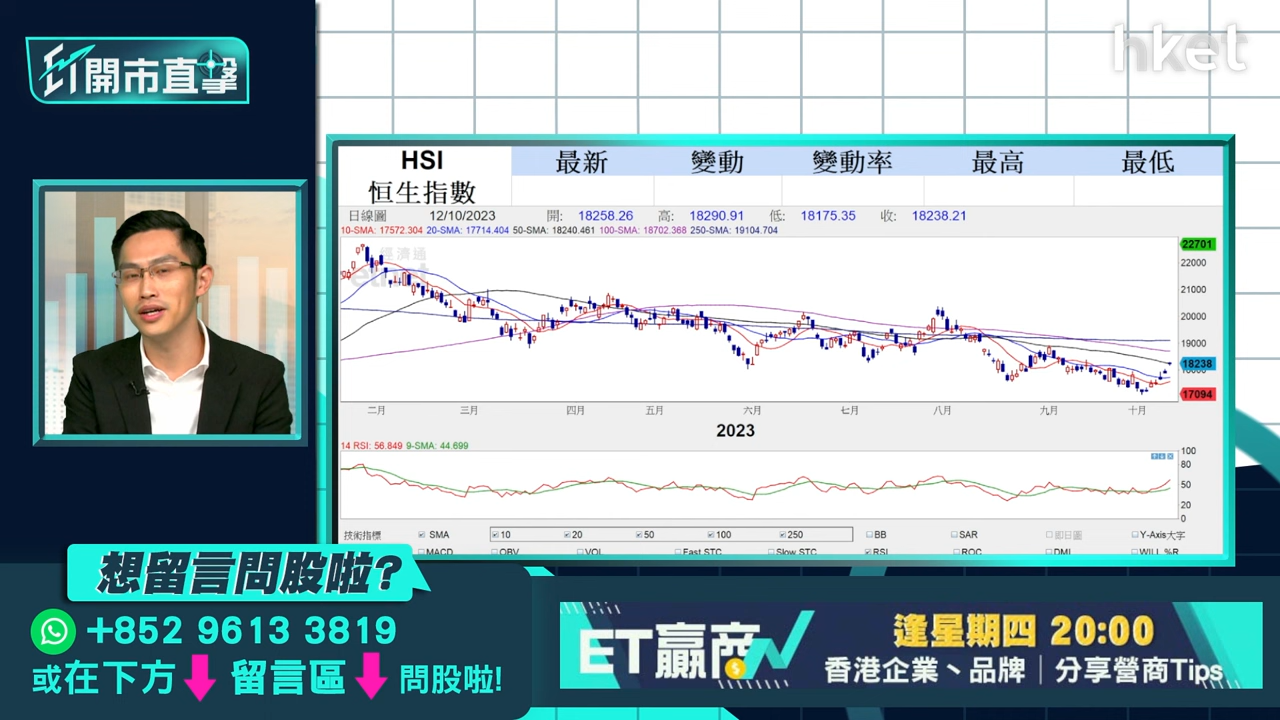 ET開市直擊
hket
HSI
恒生指數
最新 變動 變動率 最高 最低
日線圖 12/10/2023 開: 18258.26 高: 18290.91 低: 18175.35 收: 18238.21
10-SMA: 17572.304 20-SMA: 17714.404 50-SMA: 18240.461 100-SMA: 18702.368 250-SMA: 19104.704
經濟通
22701
22000
21000
20000
19000
18238
18000
17094
二月 三月 四月 五月 六月 七月 八月 九月 十月
2023
14 RSI: 56.849 9-SMA: 44.699
100
80
50
20
0
技術指標 SMA 10 20 50 100 250 BB SAR 即日圖 Y-Axis大字
MACD OBV VOL Fast STC Slow STC RSI ROC DMI WILL %R
想留言問股啦?
+852 9613 3819
或在下方 留言區 問股啦!
ET贏商
逢星期四 20:00
香港企業、品牌|分享營商Tips